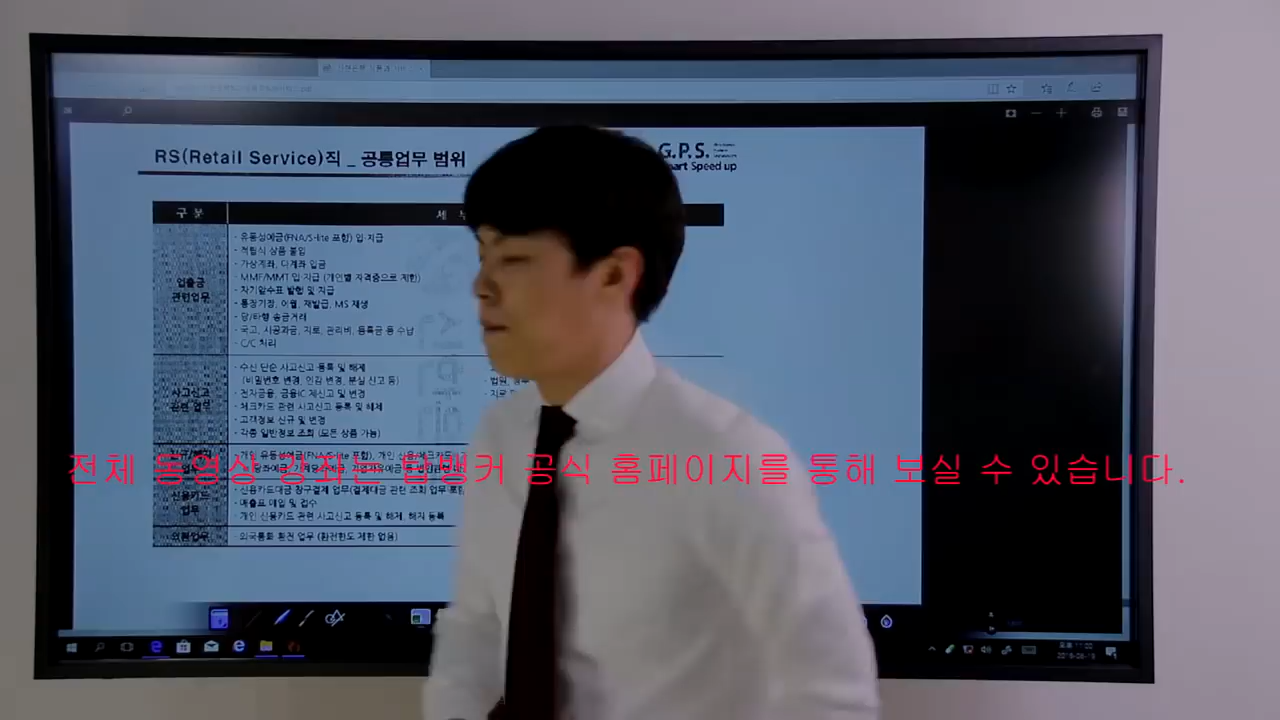 RS(Retail Service)직 _ 공통업무 범위
G.P.S.
Smart Speed up
구 분
세 부
입출금
관련업무
- 유동성예금(FNA/S-lite 포함) 입·지급
- 적립식 상품 불입
- 가상계좌, 다계좌 입금
- MMF/MMT 입·지급 (개인별 자격증으로 제한)
- 자기앞수표 발행 및 지급
- 통장기장, 이월, 재발급, MS 재생
- 당/타행 송금거래
- 국고, 시공과금, 지로, 관리비, 등록금 등 수납
- C/C 처리
사고신고
관련 업무
- 수신 단순 사고신고 등록 및 해제
(비밀번호 변경, 인감 변경, 분실 신고 등)
- 전자금융, 금융IC 제신고 및 변경
- 체크카드 관련 사고신고 등록 및 해제
- 고객정보 신규 및 변경
- 각종 일반정보 조회 (모든 상품 가능)
- 법원,
전체 동영상 강좌는 탑뱅커 공식 홈페이지를 통해 보실 수 있습니다.
신용카드
업무
- 신용카드대금 창구결제 업무(결제대금 관련 조회 업무 포함
- 매출표 매입 및 접수
- 개인 신용카드 관련 사고신고 등록 및 해제, 해지 등록
외환업무
- 외국통화 환전 업무 (환전한도 제한 없음)